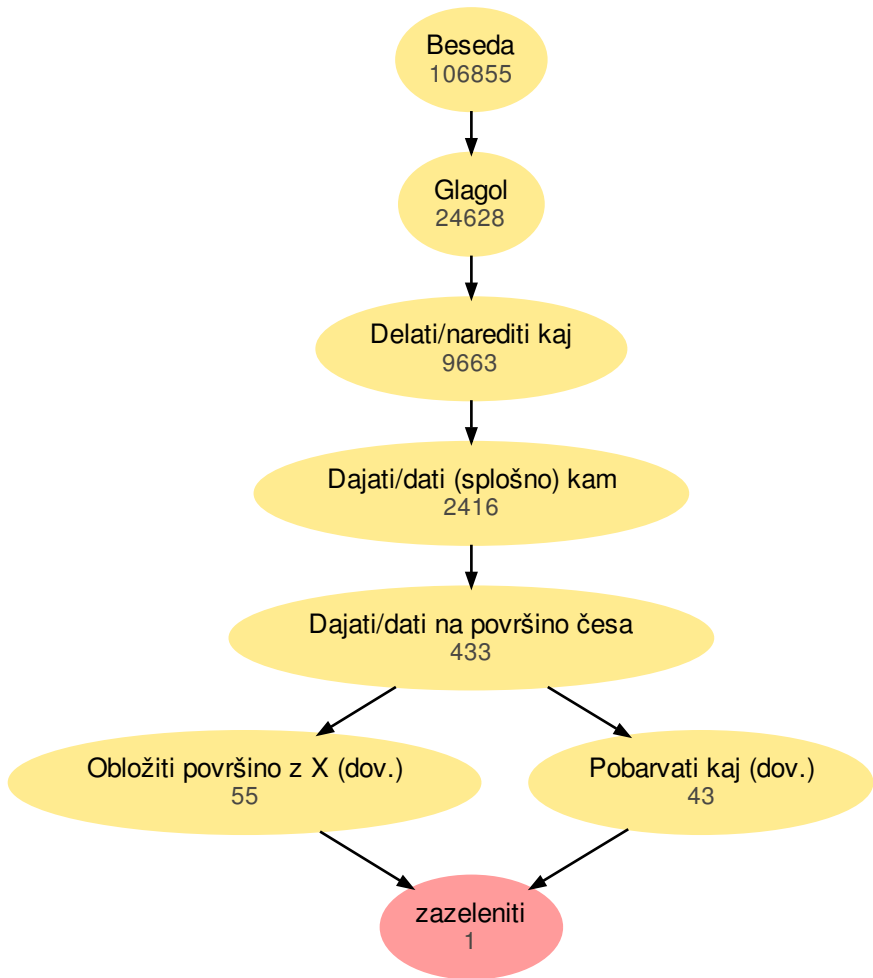 Beseda
106855
Glagol
24628
Delati/narediti kaj
9663
Dajati/dati (splošno) kam
2416
Dajati/dati na površino česa
433
Obložiti površino z X (dov.)
55
Pobarvati kaj (dov.)
43
zazeleniti
1